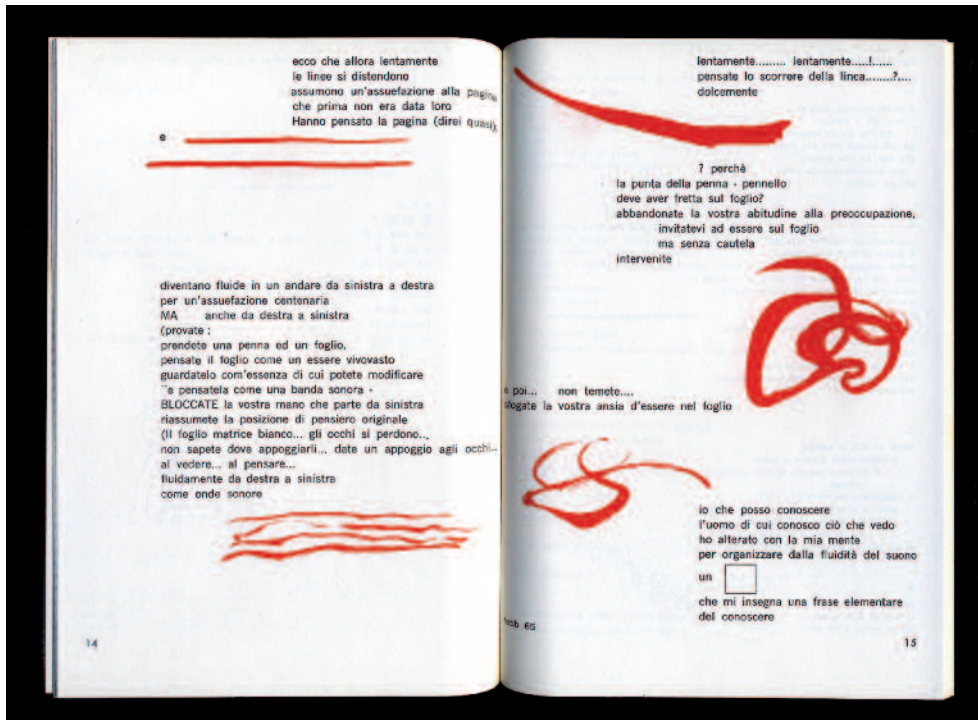 ecco che allora lentamente
le linee si distendono
assumono un'assuefazione alla pagina
che prima non era data loro
Hanno pensato la pagina (direi quasi),
e
diventano fluide in un andare da sinistra a destra
per un'assuefazione centenaria
MA anche da destra a sinistra
(provate :
prendete una penna ed un foglio,
pensate il foglio come un essere vivovasto
guardatelo com'essenza di cui potete modificare
e pensatela come una banda sonora -
BLOCCATE la vostra mano che parte da sinistra
riassumete la posizione di pensiero originale
(il foglio matrice bianco... gli occhi si perdono...
non sapete dove appoggiarli... date un appoggio agli occhi...
al vedere... al pensare...
fluidamente da destra a sinistra
come onde sonore
14
lentamente......... lentamente.....!......
pensate lo scorrere della linea........?....
dolcemente
? perchè
la punta della penna - pennello
deve aver fretta sul foglio?
abbandonate la vostra abitudine alla preoccupazione,
invitatevi ad essere sul foglio
ma senza cautela
intervenite
e poi... non temete....
sfogate la vostra ansia d'essere nel foglio
io che posso conoscere
l'uomo di cui conosco ciò che vedo
ho alterato con la mia mente
per organizzare dalla fluidità del suono
un
che mi insegna una frase elementare
del conoscere
febb 65
15